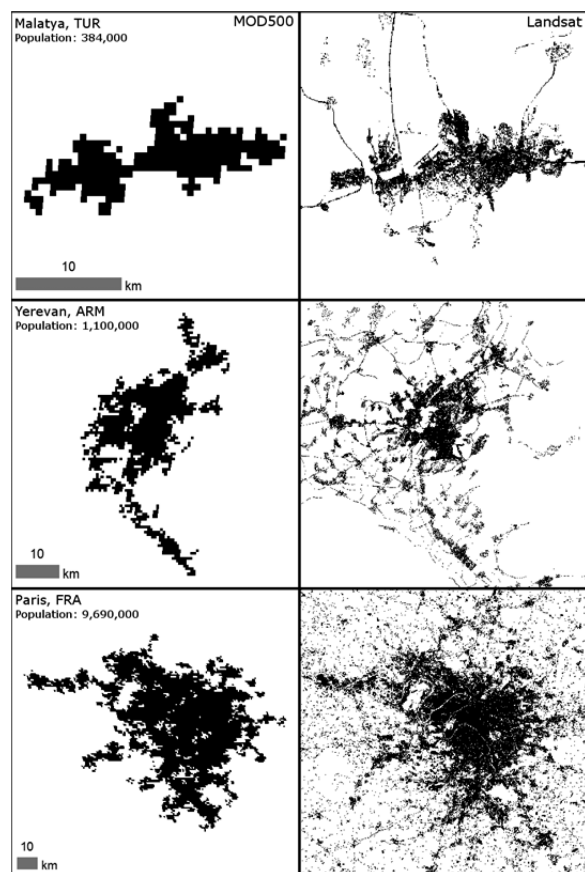 Malatya, TUR
Population: 384,000
MOD500
Landsat
10
km
Yerevan, ARM
Population: 1,100,000
10
km
Paris, FRA
Population: 9,690,000
10
km